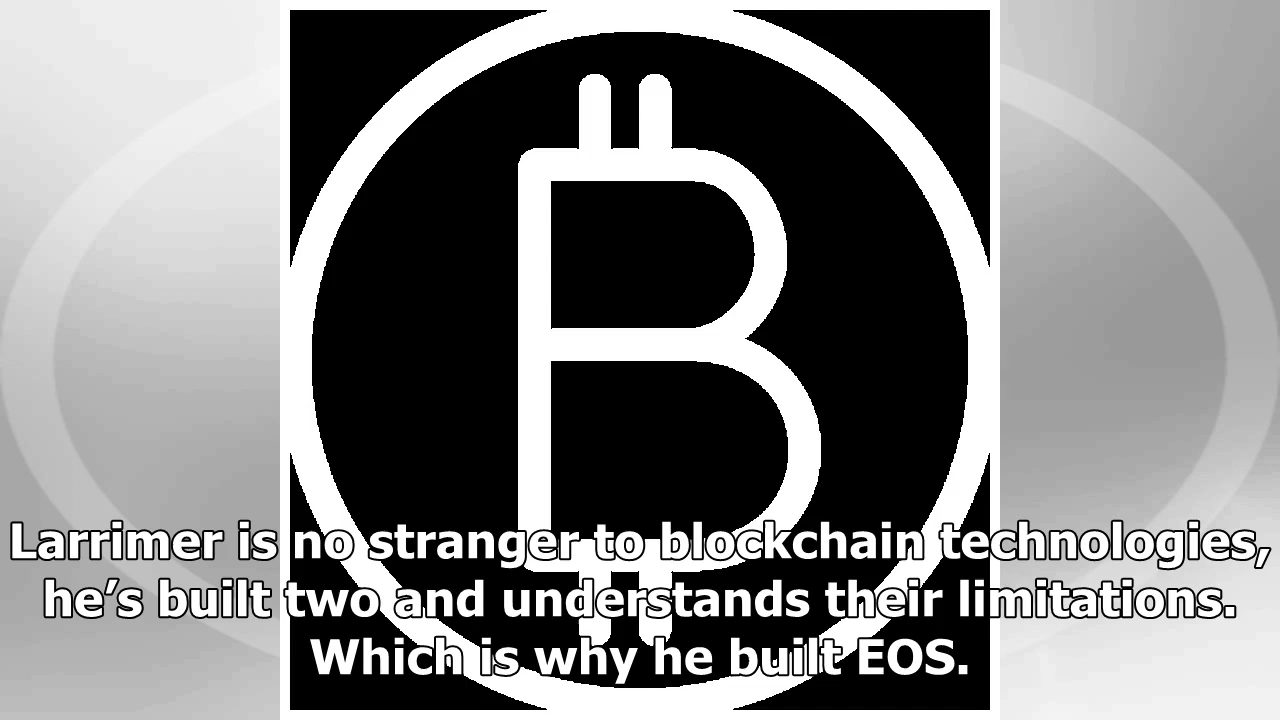 Larrimer is no stranger to blockchain technologies,
he’s built two and understands their limitations.
Which is why he built EOS.